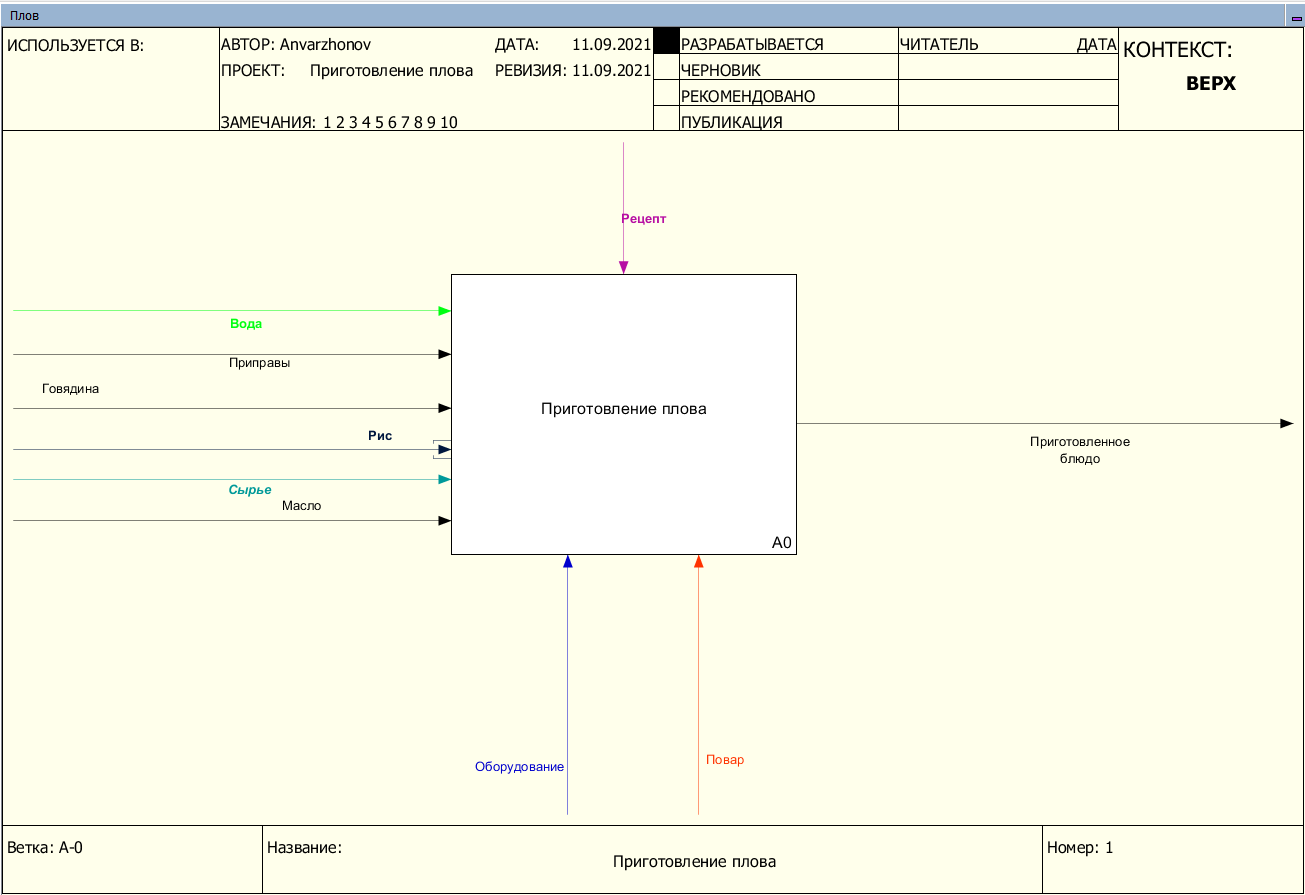 Плов
ИСПОЛЬЗУЕТСЯ В:
АВТОР: Anvarzhonov
ДАТА: 11.09.2021
ПРОЕКТ: Приготовление плова
РЕВИЗИЯ: 11.09.2021
ЗАМЕЧАНИЯ: 1 2 3 4 5 6 7 8 9 10
РАЗРАБАТЫВАЕТСЯ
ЧЕРНОВИК
РЕКОМЕНДОВАНО
ПУБЛИКАЦИЯ
ЧИТАТЕЛЬ ДАТА
КОНТЕКСТ:
ВЕРХ
Рецепт
Вода
Приправы
Говядина
Рис
Сырье
Масло
Приготовление плова
A0
Приготовленное
блюдо
Оборудование
Повар
Ветка: A-0
Название:
Приготовление плова
Номер: 1